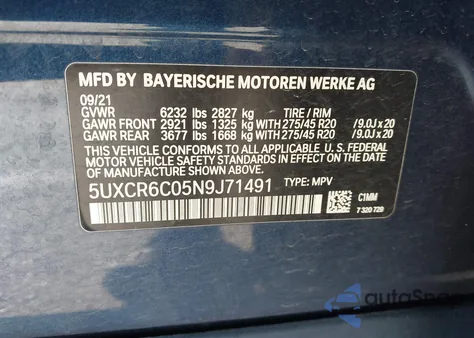 MFD BY BAYERISCHE MOTOREN WERKE AG
09/21
GVWR 6232 lbs 2827 kg TIRE / RIM
GAWR FRONT 2921 lbs 1325 kg 275/45 R20 /9.0J x 20
GAWR REAR 3677 lbs 1668 kg 275/45 R20 /9.0J x 20
THIS VEHICLE CONFORMS TO ALL APPLICABLE U.S.
FEDERAL MOTOR VEHICLE SAFETY STANDARDS IN
EFFECT ON THE DATE OF MANUFACTURE SHOWN ABOVE.
5UXCR6C05N9J71491 TYPE: MPV
C1MM
7 320 729